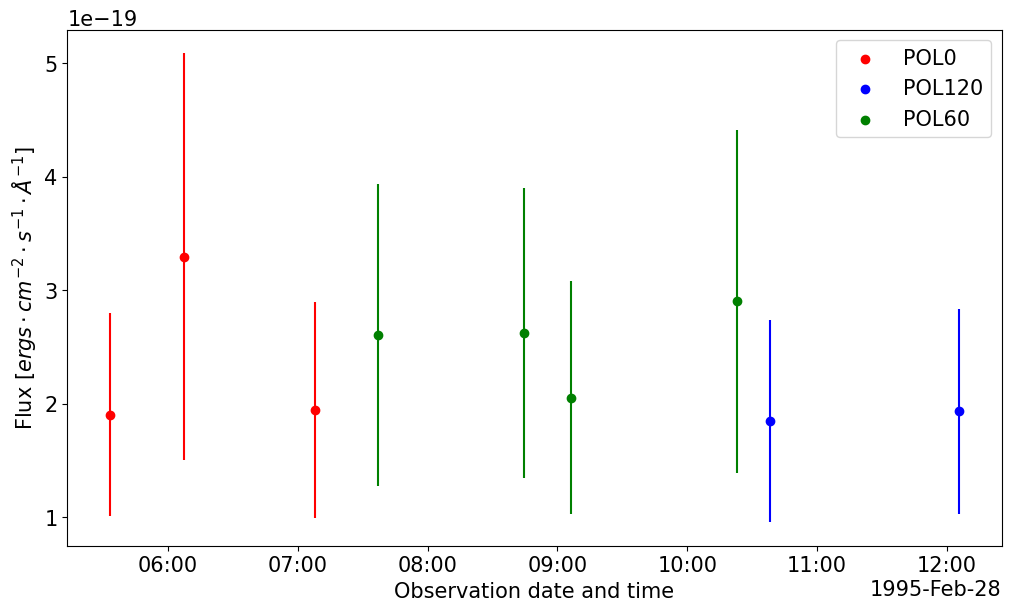 1e−19
Flux [ergs · cm⁻² · s⁻¹ · Å⁻¹]
5
4
3
2
1
POL0
POL120
POL60
06:00 07:00 08:00 09:00 10:00 11:00 12:00
Observation date and time
1995-Feb-28